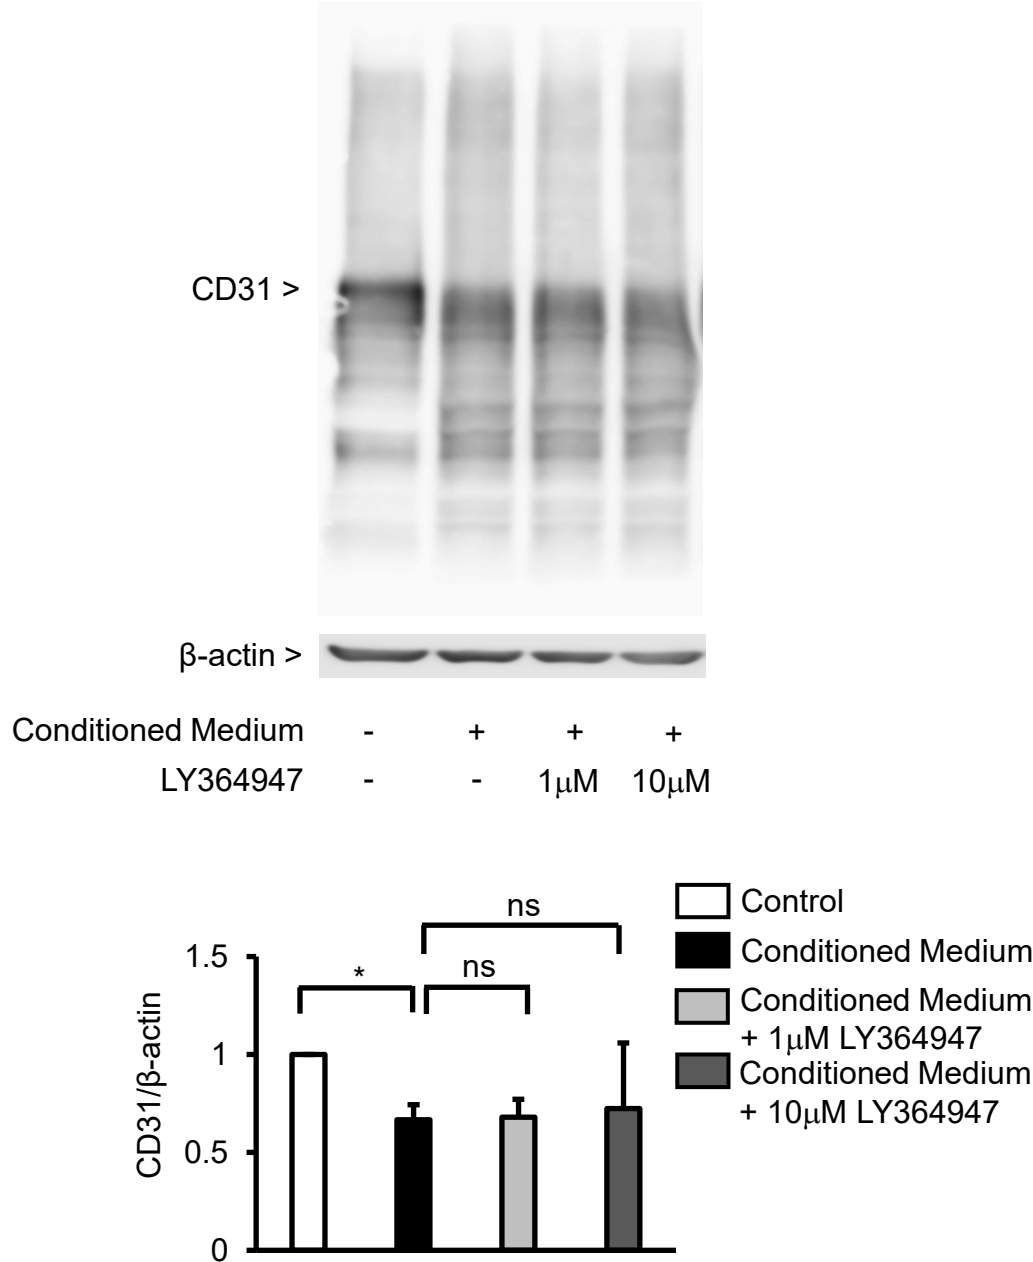 CD31 >
β-actin >
Conditioned Medium - + + +
LY364947 - - 1μM 10μM
ns
* ns
1.5
1
0.5
0
CD31/β-actin
Control
Conditioned Medium
Conditioned Medium
+ 1μM LY364947
Conditioned Medium
+ 10μM LY364947